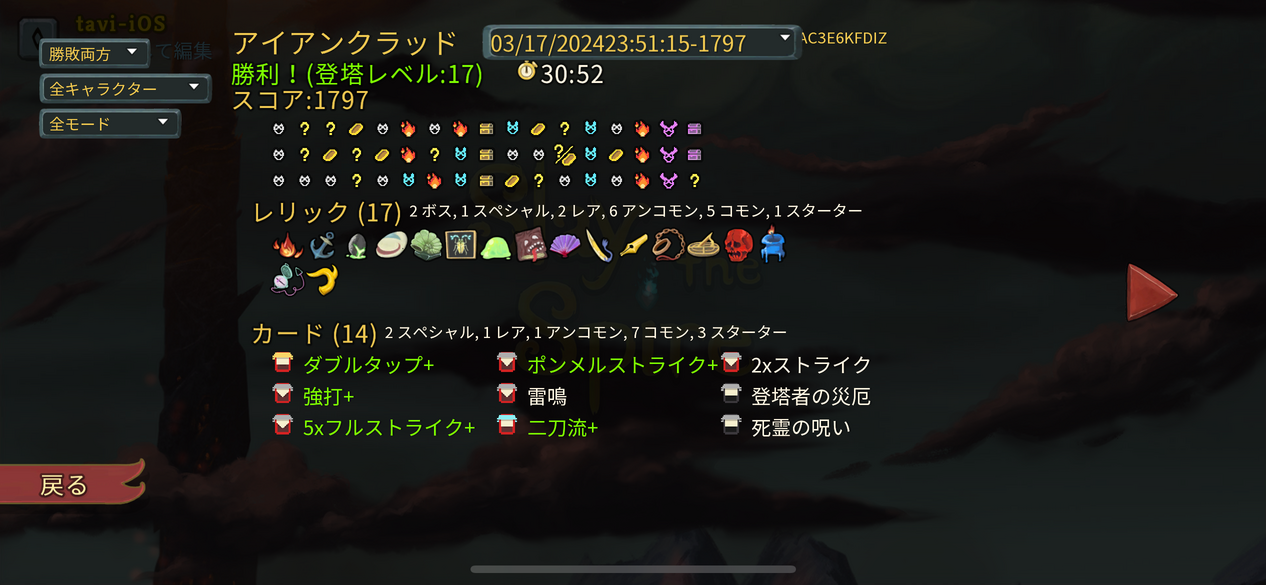 tavi-iOS
勝敗両方
て編集
全キャラクター
全モード
アイアンクラッド
03/17/202423:51:15-1797
AC3E6KFDIZ
勝利！(登塔レベル:17)
30:52
スコア:1797
レリック (17) 2 ボス, 1 スペシャル, 2 レア, 6 アンコモン, 5 コモン, 1 スターター
カード (14) 2 スペシャル, 1 レア, 1 アンコモン, 7 コモン, 3 スターター
ダブルタップ+ ポンメルストライク+ 2xストライク
強打+ 雷鳴 登塔者の災厄
5xフルストライク+ 二刀流+ 死霊の呪い
戻る